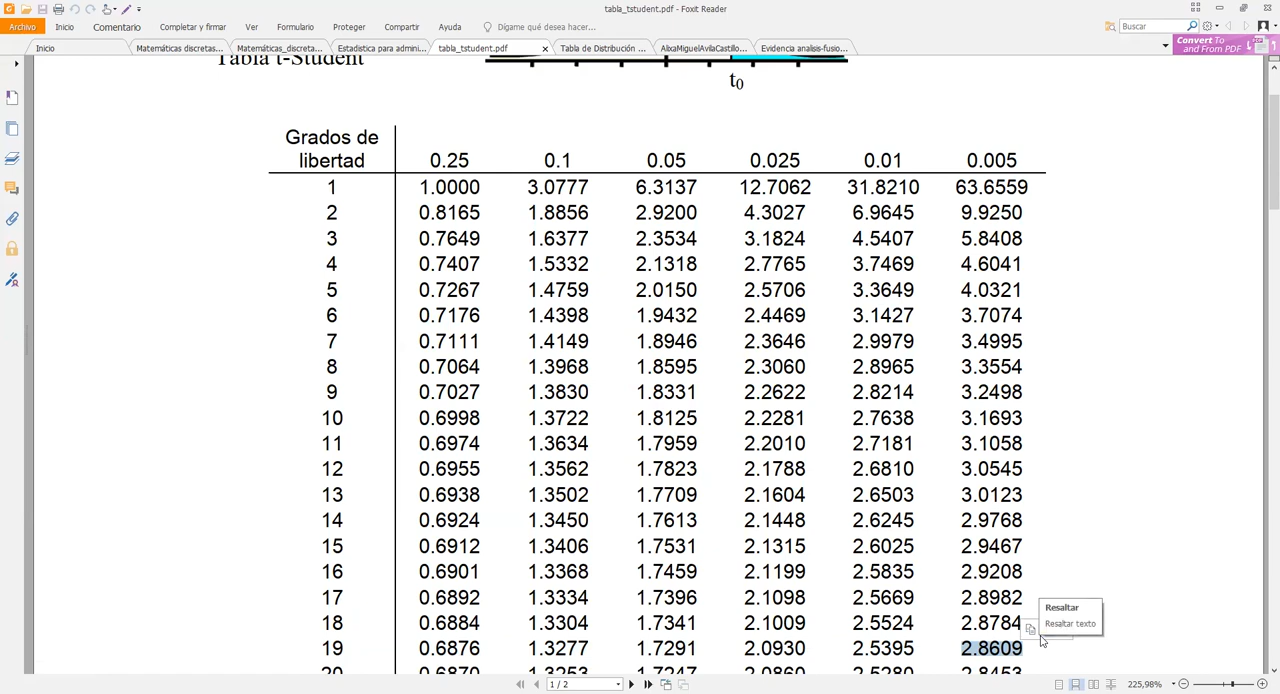 tabla_tstudent.pdf - Foxit Reader
Archivo Inicio Comentario Completar y firmar Ver Formulario Proteger Compartir Ayuda Dígame qué desea hacer... Buscar
Inicio Matemáticas discretas... Matemáticas_discreta... Estadistica para admini... tabla_tstudent.pdf Tabla de Distribución ... AlixaMiguelAvilaCastillo... Evidencia analisis-fusio...
Convert To
and From PDF
Tabla t-Student
t0
Grados de
libertad 0.25 0.1 0.05 0.025 0.01 0.005
1 1.0000 3.0777 6.3137 12.7062 31.8210 63.6559
2 0.8165 1.8856 2.9200 4.3027 6.9645 9.9250
3 0.7649 1.6377 2.3534 3.1824 4.5407 5.8408
4 0.7407 1.5332 2.1318 2.7765 3.7469 4.6041
5 0.7267 1.4759 2.0150 2.5706 3.3649 4.0321
6 0.7176 1.4398 1.9432 2.4469 3.1427 3.7074
7 0.7111 1.4149 1.8946 2.3646 2.9979 3.4995
8 0.7064 1.3968 1.8595 2.3060 2.8965 3.3554
9 0.7027 1.3830 1.8331 2.2622 2.8214 3.2498
10 0.6998 1.3722 1.8125 2.2281 2.7638 3.1693
11 0.6974 1.3634 1.7959 2.2010 2.7181 3.1058
12 0.6955 1.3562 1.7823 2.1788 2.6810 3.0545
13 0.6938 1.3502 1.7709 2.1604 2.6503 3.0123
14 0.6924 1.3450 1.7613 2.1448 2.6245 2.9768
15 0.6912 1.3406 1.7531 2.1315 2.6025 2.9467
16 0.6901 1.3368 1.7459 2.1199 2.5835 2.9208
17 0.6892 1.3334 1.7396 2.1098 2.5669 2.8982
Resaltar
18 0.6884 1.3304 1.7341 2.1009 2.5524 2.8784
Resaltar texto
19 0.6876 1.3277 1.7291 2.0930 2.5395 2.8609
20 0.6870 1.3253 1.7247 2.0860 2.5280 2.8453
1 / 2 225,98%